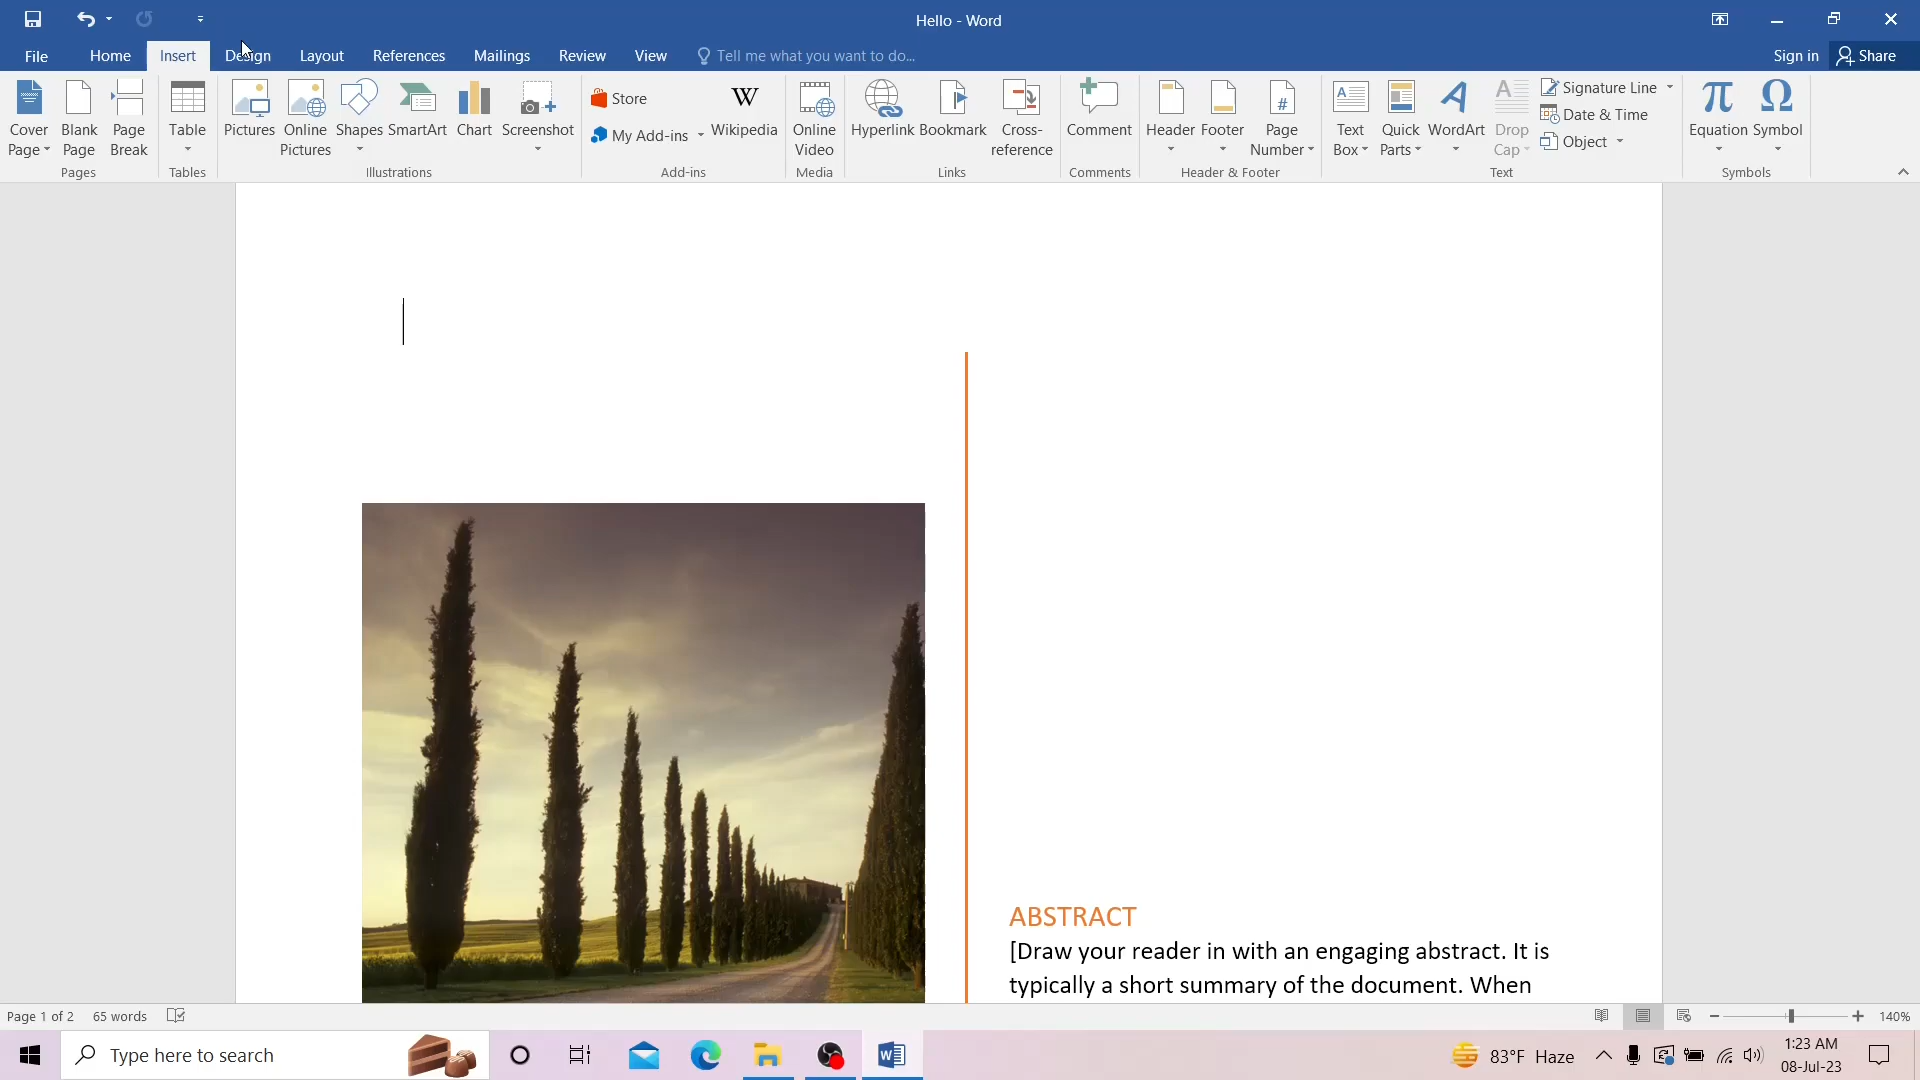 Hello - Word
File Home Insert Design Layout References Mailings Review View Tell me what you want to do... Sign in Share
Cover Page
Blank Page
Page Break
Pages
Table
Tables
Pictures
Online Pictures
Shapes
SmartArt
Chart
Screenshot
Illustrations
Store
My Add-ins
W
Wikipedia
Add-ins
Online Video
Media
Hyperlink
Bookmark
Cross-
reference
Links
Comment
Comments
Header
Footer
#
Page Number
Header & Footer
A
Text Box
Quick Parts
A
WordArt
A
Drop Cap
Signature Line
Date & Time
Object
Text
π
Equation
Ω
Symbol
Symbols
ABSTRACT
[Draw your reader in with an engaging abstract. It is
typically a short summary of the document. When
Page 1 of 2 65 words 140%
Type here to search
83°F Haze
1:23 AM
08-Jul-23